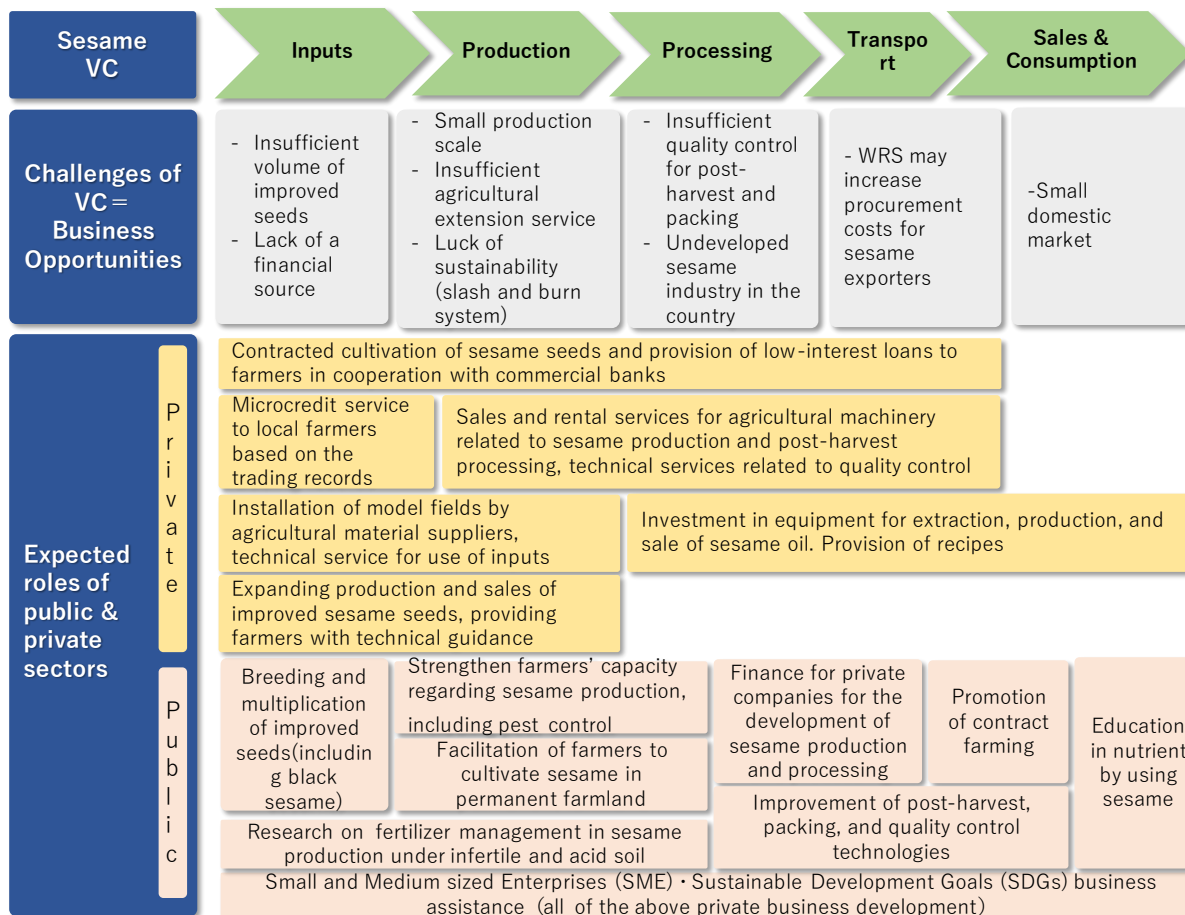 Sesame
VC
Inputs
Production
Processing
Transpo
rt
Sales &
Consumption
Challenges of
VC＝
Business
Opportunities
- Insufficient
volume of
improved
seeds
- Lack of a
financial
source
- Small production
scale
- Insufficient
agricultural
extension service
- Luck of
sustainability
(slash and burn
system)
- Insufficient
quality control
for post-
harvest and
packing
- Undeveloped
sesame
industry in the
country
- WRS may
increase
procurement
costs for
sesame
exporters
-Small
domestic
market
Expected
roles of
public &
private
sectors
P
r
i
v
a
t
e
Contracted cultivation of sesame seeds and provision of low-interest loans to
farmers in cooperation with commercial banks
Microcredit service
to local farmers
based on the
trading records
Sales and rental services for agricultural machinery
related to sesame production and post-harvest
processing, technical services related to quality control
Installation of model fields by
agricultural material suppliers,
technical service for use of inputs
Investment in equipment for extraction, production, and
sale of sesame oil. Provision of recipes
Expanding production and sales of
improved sesame seeds, providing
farmers with technical guidance
P
u
b
l
i
c
Breeding and
multiplication
of improved
seeds(includin
g black
sesame)
Strengthen farmers’ capacity
regarding sesame production,
including pest control
Facilitation of farmers to
cultivate sesame in
permanent farmland
Finance for private
companies for the
development of
sesame production
and processing
Promotion
of contract
farming
Education
in nutrient
by using
sesame
Research on fertilizer management in sesame
production under infertile and acid soil
Improvement of post-harvest,
packing, and quality control
technologies
Small and Medium sized Enterprises (SME)・Sustainable Development Goals (SDGs) business
assistance (all of the above private business development)